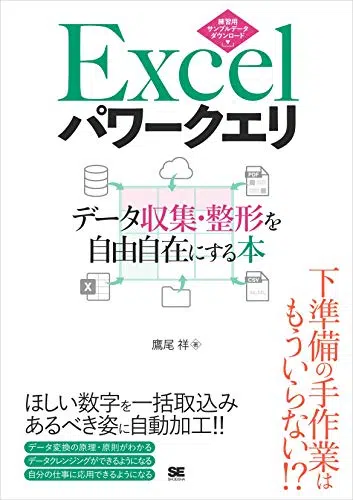 練習用
サンプルデータ
ダウンロード
Excel
パワークエリ
PDF
データ収集・整形を
自由自在にする本
X
CSV
鷹尾 祥 著
下準備の手作業は
もういらない!?
ほしい数字を一括取込み
あるべき姿に自動加工!!
データ変換の原理・原則がわかる
データクレンジングができるようになる
自分の仕事に応用できるようになる
SE
SHOEISHA